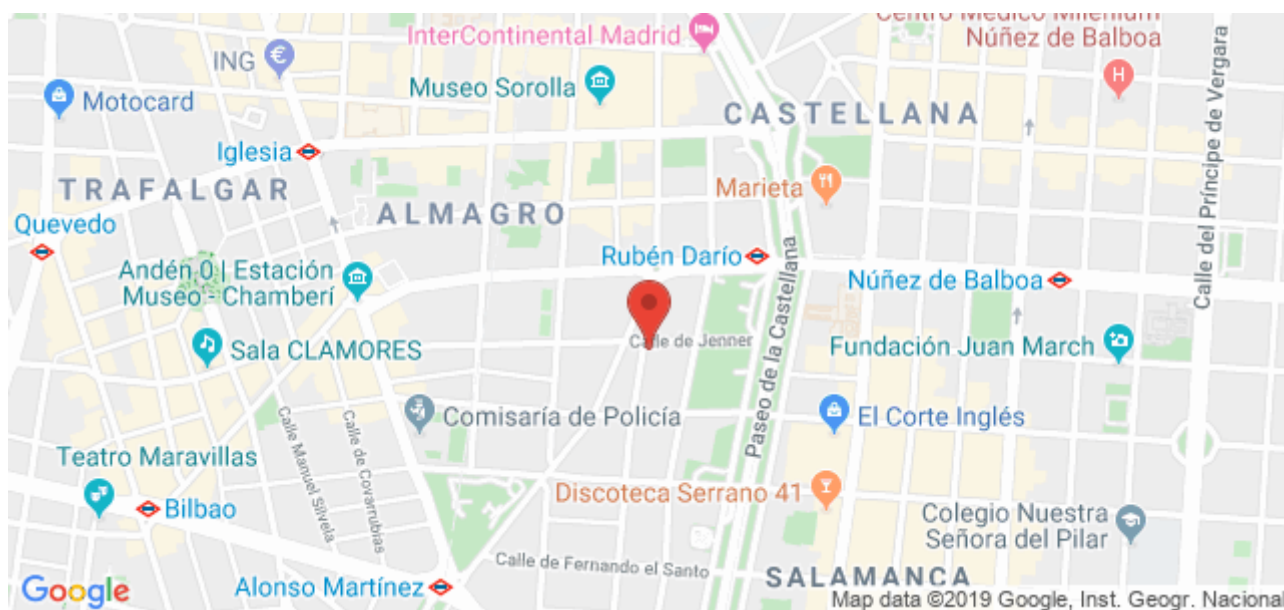 Centro Médico Milenium
Núñez de Balboa
H
InterContinental Madrid
ING
€
Museo Sorolla
Motocard
CASTELLANA
Calle del Príncipe de Vergara
Iglesia
TRAFALGAR
Marieta
ALMAGRO
Quevedo
Rubén Darío
Andén 0 | Estación
Museo - Chamberí
Núñez de Balboa
Paseo de la Castellana
Calle de Jenner
Sala CLAMORES
Fundación Juan March
Comisaría de Policía
El Corte Inglés
Calle Manuel Silvela
Calle de Covarrubias
Teatro Maravillas
Discoteca Serrano 41
Bilbao
Colegio Nuestra
Señora del Pilar
Calle de Fernando el Santo
Alonso Martínez
SALAMANCA
Google
Map data ©2019 Google, Inst. Geogr. Naciona